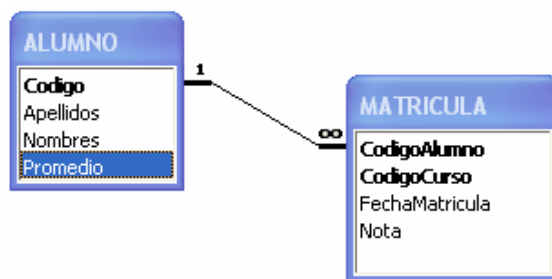 ALUMNO
Codigo
Apellidos
Nombres
Promedio
1
∞
MATRICULA
CodigoAlumno
CodigoCurso
FechaMatricula
Nota